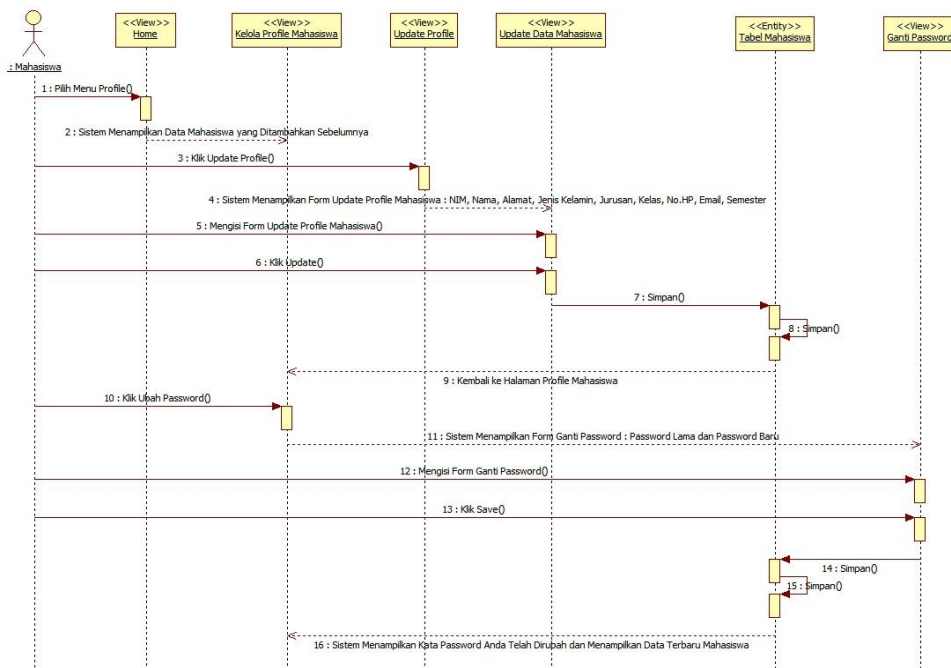 <<View>>
Home
<<View>>
Kelola Profile Mahasiswa
<<View>>
Update Profile
<<View>>
Update Data Mahasiswa
<<Entity>>
Tabel Mahasiswa
<<View>>
Ganti Password
: Mahasiswa
1 : Pilih Menu Profile()
2 : Sistem Menampilkan Data Mahasiswa yang Ditambahkan Sebelumnya
3 : Klik Update Profile()
4 : Sistem Menampilkan Form Update Profile Mahasiswa : NIM, Nama, Alamat, Jenis Kelamin, Jurusan, Kelas, No.HP, Email, Semester
5 : Mengisi Form Update Profile Mahasiswa()
6 : Klik Update()
7 : Simpan()
8 : Simpan()
9 : Kembali ke Halaman Profile Mahasiswa
10 : Klik Ubah Password()
11 : Sistem Menampilkan Form Ganti Password : Password Lama dan Password Baru
12 : Mengisi Form Ganti Password()
13 : Klik Save()
14 : Simpan()
15 : Simpan()
16 : Sistem Menampilkan Kata Password Anda Telah Dirubah dan Menampilkan Data Terbaru Mahasiswa